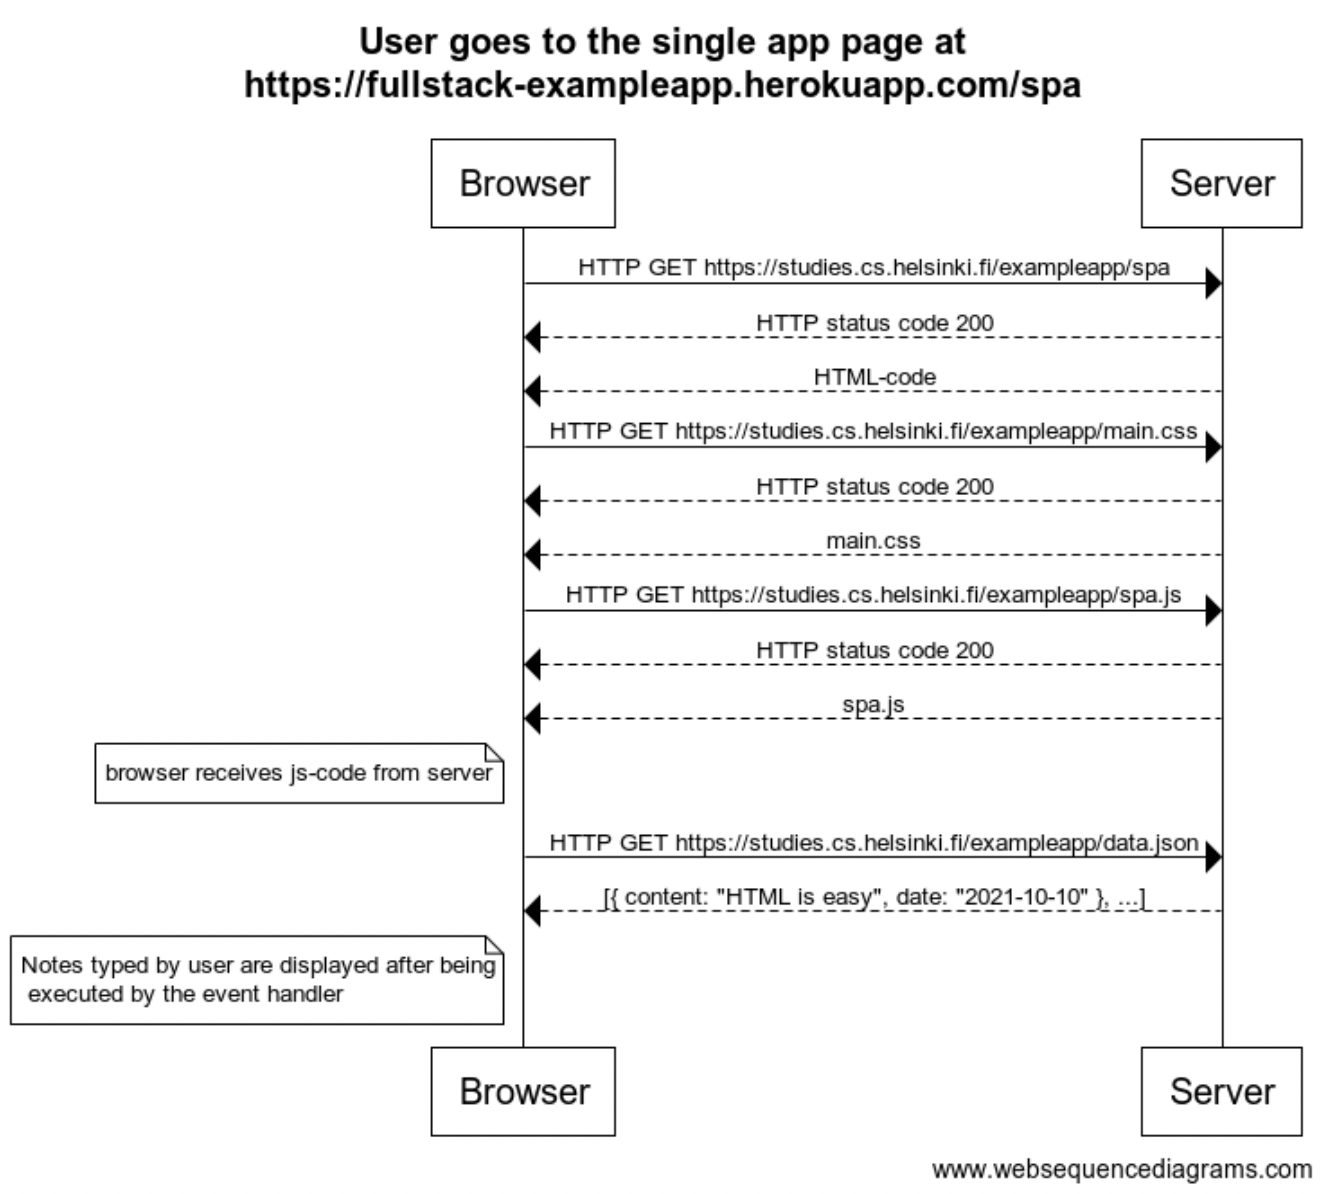 User goes to the single app page at
https://fullstack-exampleapp.herokuapp.com/spa
Browser
Server
HTTP GET https://studies.cs.helsinki.fi/exampleapp/spa
HTTP status code 200
HTML-code
HTTP GET https://studies.cs.helsinki.fi/exampleapp/main.css
HTTP status code 200
main.css
HTTP GET https://studies.cs.helsinki.fi/exampleapp/spa.js
HTTP status code 200
spa.js
browser receives js-code from server
HTTP GET https://studies.cs.helsinki.fi/exampleapp/data.json
[{ content: "HTML is easy", date: "2021-10-10" }, ...]
Notes typed by user are displayed after being
executed by the event handler
Browser
Server
www.websequencediagrams.com